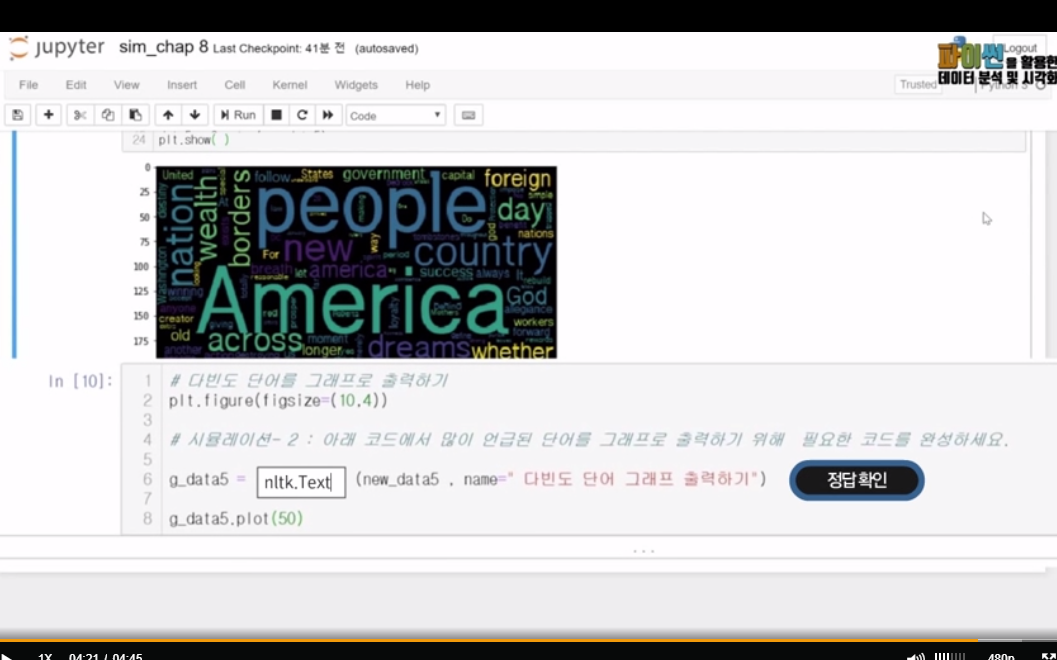 jupyter sim_chap 8 Last Checkpoint: 41분 전 (autosaved)
Logout
파이썬을 활용한
데이터 분석 및 시각화
File Edit View Insert Cell Kernel Widgets Help
Trusted Python 3
Run Code
24 plt.show( )
0
25
50
75
100
125
150
175
United States government capital foreign
follow
nation wealth borders people day
nations
For new way period country
breath let america success always It
Washington winning America God
allegiance
creator workers
old across moment forward
another longer dreams whether
loyalty
In [10]:
1 # 다빈도 단어를 그래프로 출력하기
2 plt.figure(figsize=(10,4))
3
4 # 시뮬레이션- 2 : 아래 코드에서 많이 언급된 단어를 그래프로 출력하기 위해 필요한 코드를 완성하세요.
5
6 g_data5 = nltk.Text (new_data5 , name=" 다빈도 단어 그래프 출력하기") 정답 확인
7
8 g_data5.plot(50)
1X 04:21 / 04:45 480p